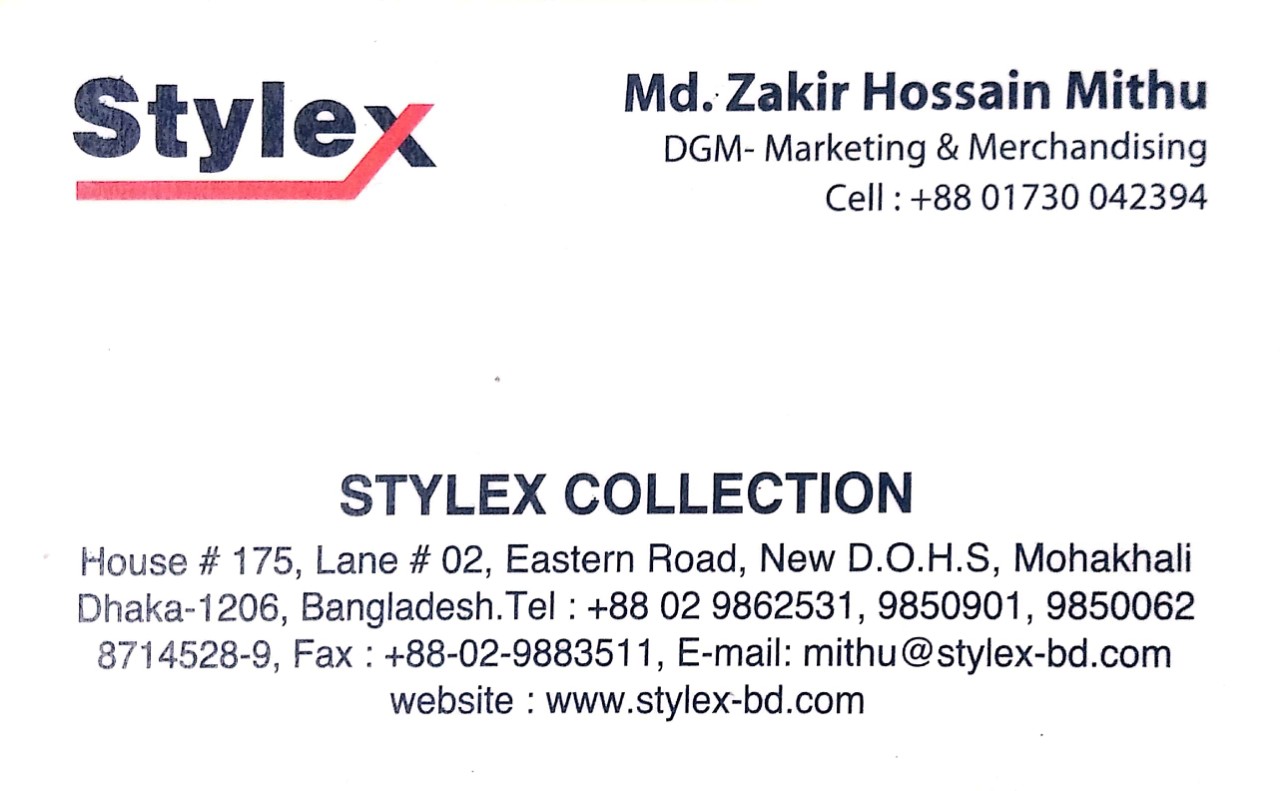 Stylex
Md. Zakir Hossain Mithu
DGM- Marketing & Merchandising
Cell : +88 01730 042394
STYLEX COLLECTION
House # 175, Lane # 02, Eastern Road, New D.O.H.S, Mohakhali
Dhaka-1206, Bangladesh.Tel : +88 02 9862531, 9850901, 9850062
8714528-9, Fax : +88-02-9883511, E-mail: mithu@stylex-bd.com
website : www.stylex-bd.com